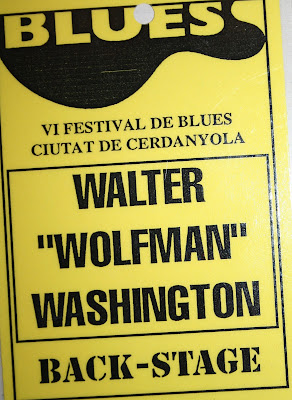 BLUES
VI FESTIVAL DE BLUES
CIUTAT DE CERDANYOLA
WALTER
"WOLFMAN"
WASHINGTON
BACK-STAGE